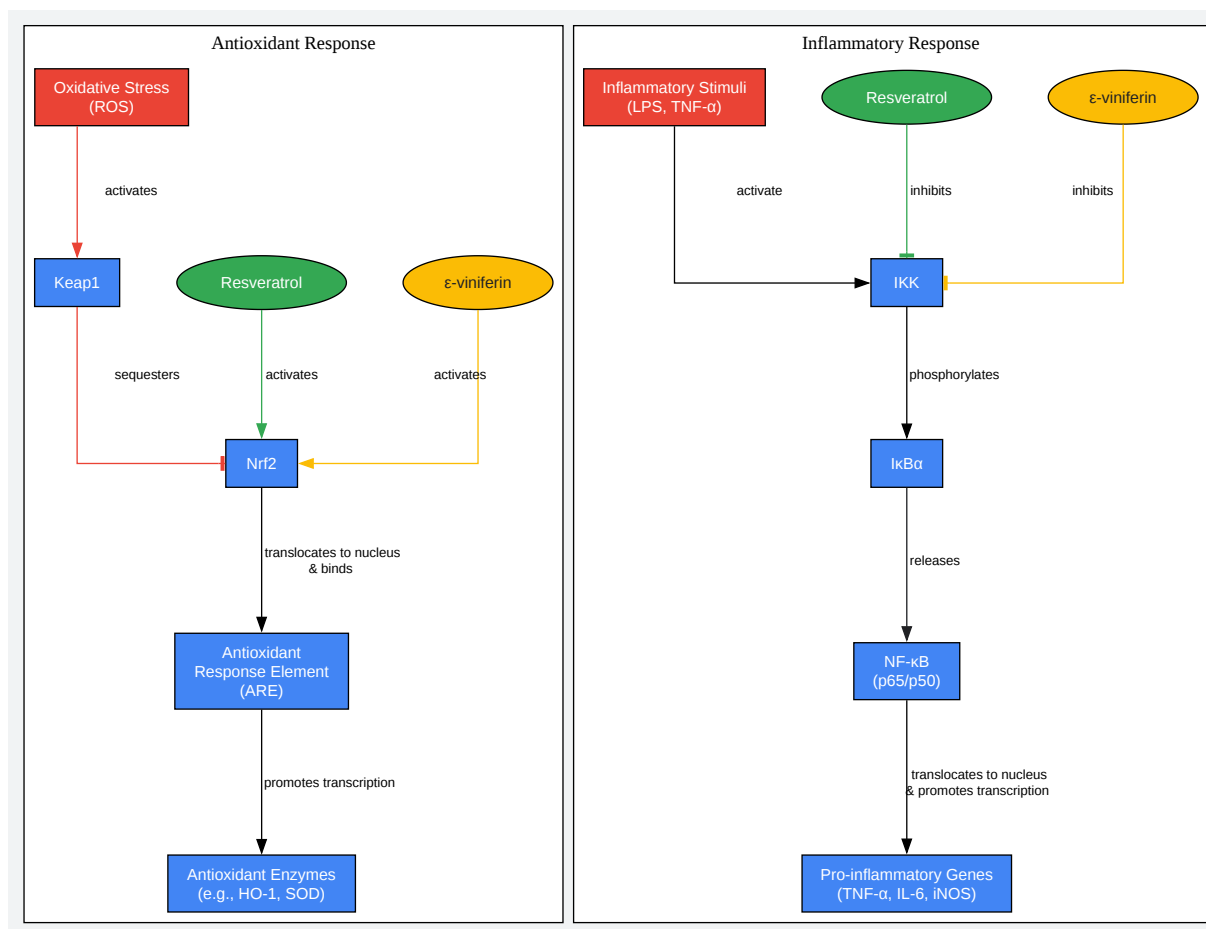 Antioxidant Response
Oxidative Stress
(ROS)
activates
Keap1
Resveratrol
ε-viniferin
sequesters
activates
activates
Nrf2
translocates to nucleus
& binds
Antioxidant
Response Element
(ARE)
promotes transcription
Antioxidant Enzymes
(e.g., HO-1, SOD)
Inflammatory Response
Inflammatory Stimuli
(LPS, TNF-α)
Resveratrol
ε-viniferin
activate
inhibits
inhibits
IKK
phosphorylates
IκBα
releases
NF-κB
(p65/p50)
translocates to nucleus
& promotes transcription
Pro-inflammatory Genes
(TNF-α, IL-6, iNOS)